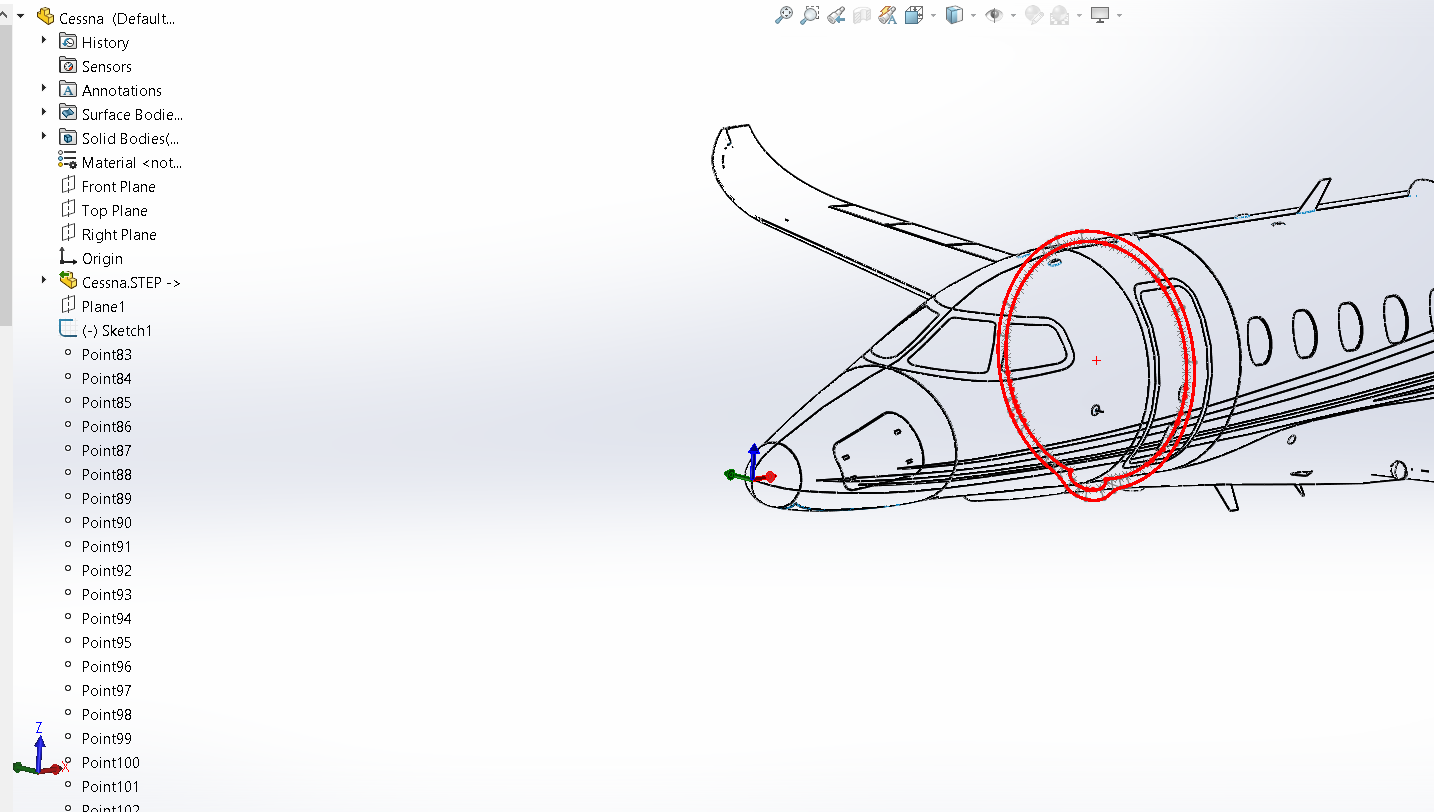 Cessna (Default...
History
Sensors
Annotations
Surface Bodie...
Solid Bodies(...
Material <not...
Front Plane
Top Plane
Right Plane
Origin
Cessna.STEP ->
Plane1
(-) Sketch1
Point83
Point84
Point85
Point86
Point87
Point88
Point89
Point90
Point91
Point92
Point93
Point94
Point95
Point96
Point97
Point98
Point99
Point100
Point101
Point102
Z
X